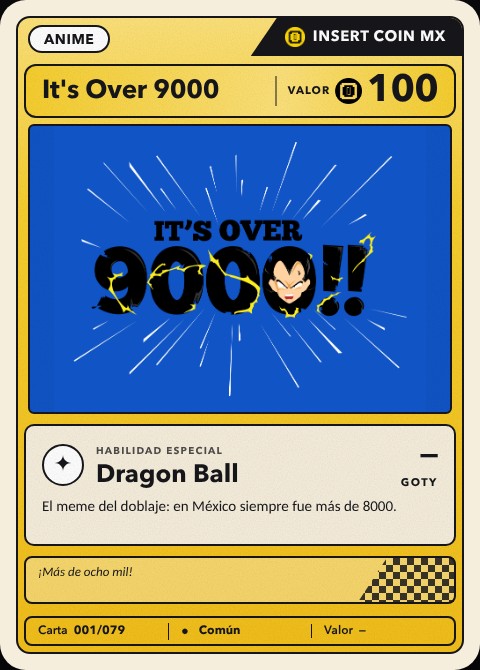 ANIME
INSERT COIN MX
It's Over 9000
VALOR 100
IT'S OVER
9000!!
HABILIDAD ESPECIAL
Dragon Ball
—
GOTY
El meme del doblaje: en México siempre fue más de 8000.
¡Más de ocho mil!
Carta 001/079
● Común
Valor —